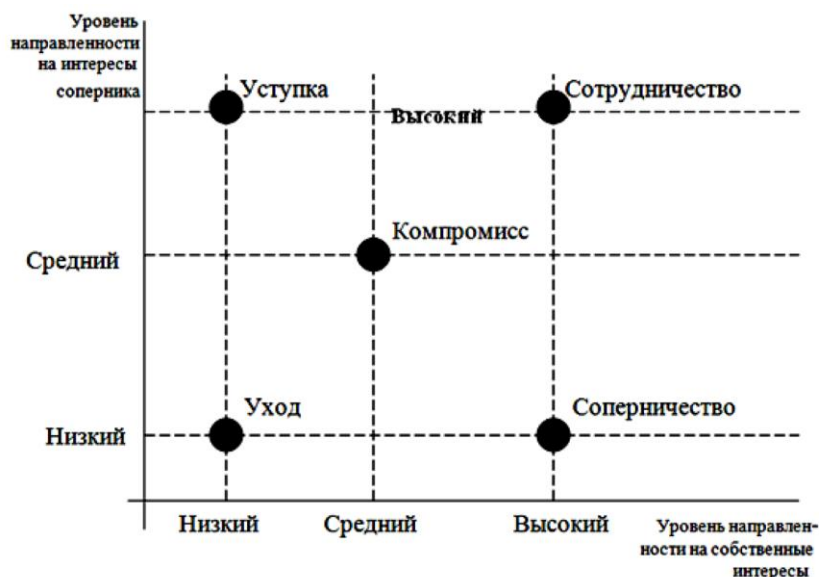 Уровень
направленности
на интересы
соперника
Уступка
Сотрудничество
Высокий
Компромисс
Средний
Уход
Соперничество
Низкий
Низкий
Средний
Высокий
Уровень направлен-
ности на собственные
интересы